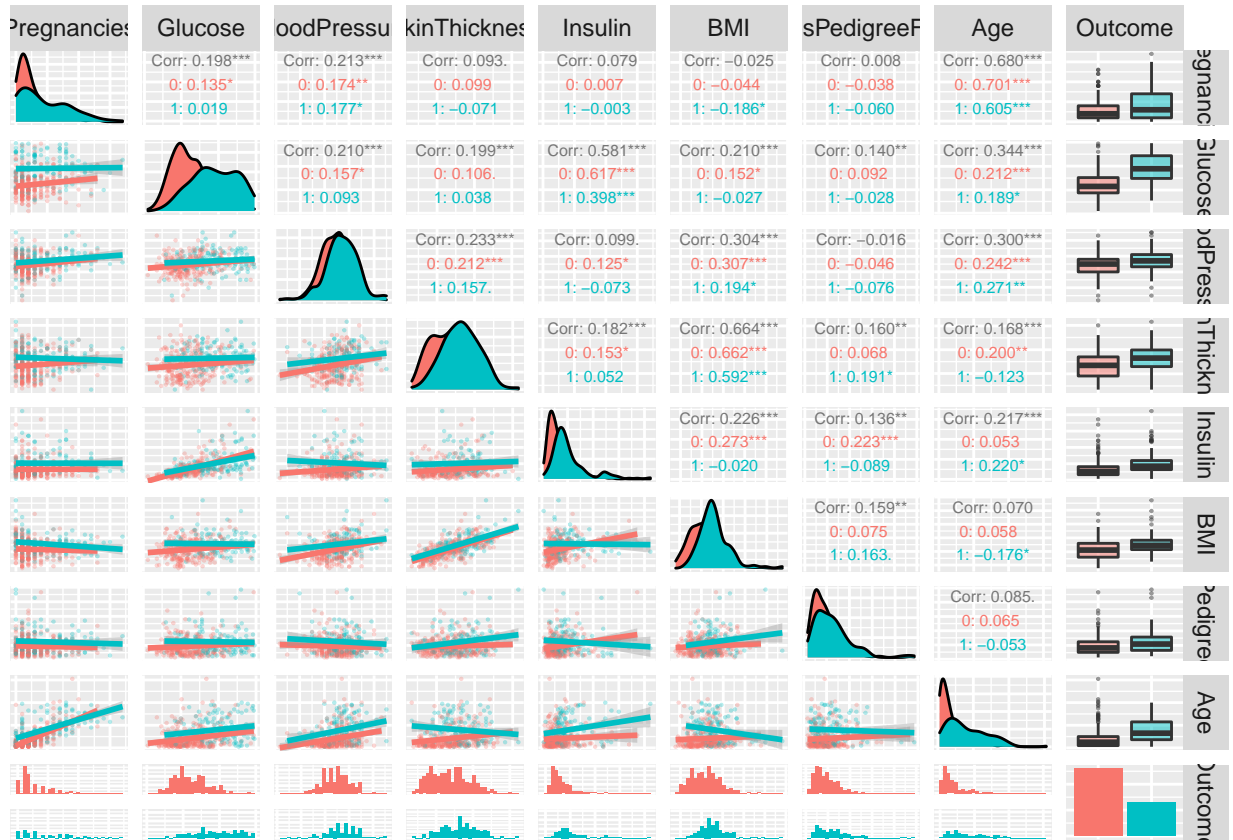 Pregnancies Glucose loodPressu kinThicknes Insulin BMI sPedigreeF Age Outcome
Corr: 0.198*** Corr: 0.213*** Corr: 0.093. Corr: 0.079 Corr: −0.025 Corr: 0.008 Corr: 0.680***
0: 0.135* 0: 0.174** 0: 0.099 0: 0.007 0: −0.044 0: −0.038 0: 0.701***
1: 0.019 1: 0.177* 1: −0.071 1: −0.003 1: −0.186* 1: −0.060 1: 0.605***
egnanci
Corr: 0.210*** Corr: 0.199*** Corr: 0.581*** Corr: 0.210*** Corr: 0.140** Corr: 0.344***
0: 0.157* 0: 0.106. 0: 0.617*** 0: 0.152* 0: 0.092 0: 0.212***
1: 0.093 1: 0.038 1: 0.398*** 1: −0.027 1: −0.028 1: 0.189*
Glucose
Corr: 0.233*** Corr: 0.099. Corr: 0.304*** Corr: −0.016 Corr: 0.300***
0: 0.212*** 0: 0.125* 0: 0.307*** 0: −0.046 0: 0.242***
1: 0.157. 1: −0.073 1: 0.194* 1: −0.076 1: 0.271**
odPress
Corr: 0.182*** Corr: 0.664*** Corr: 0.160** Corr: 0.168***
0: 0.153* 0: 0.662*** 0: 0.068 0: 0.200**
1: 0.052 1: 0.592*** 1: 0.191* 1: −0.123
nThickn
Corr: 0.226*** Corr: 0.136** Corr: 0.217***
0: 0.273*** 0: 0.223*** 0: 0.053
1: −0.020 1: −0.089 1: 0.220*
Insulin
Corr: 0.159** Corr: 0.070
0: 0.075 0: 0.058
1: 0.163. 1: −0.176*
BMI
Corr: 0.085.
0: 0.065
1: −0.053
Pedigree
Age
Outcome